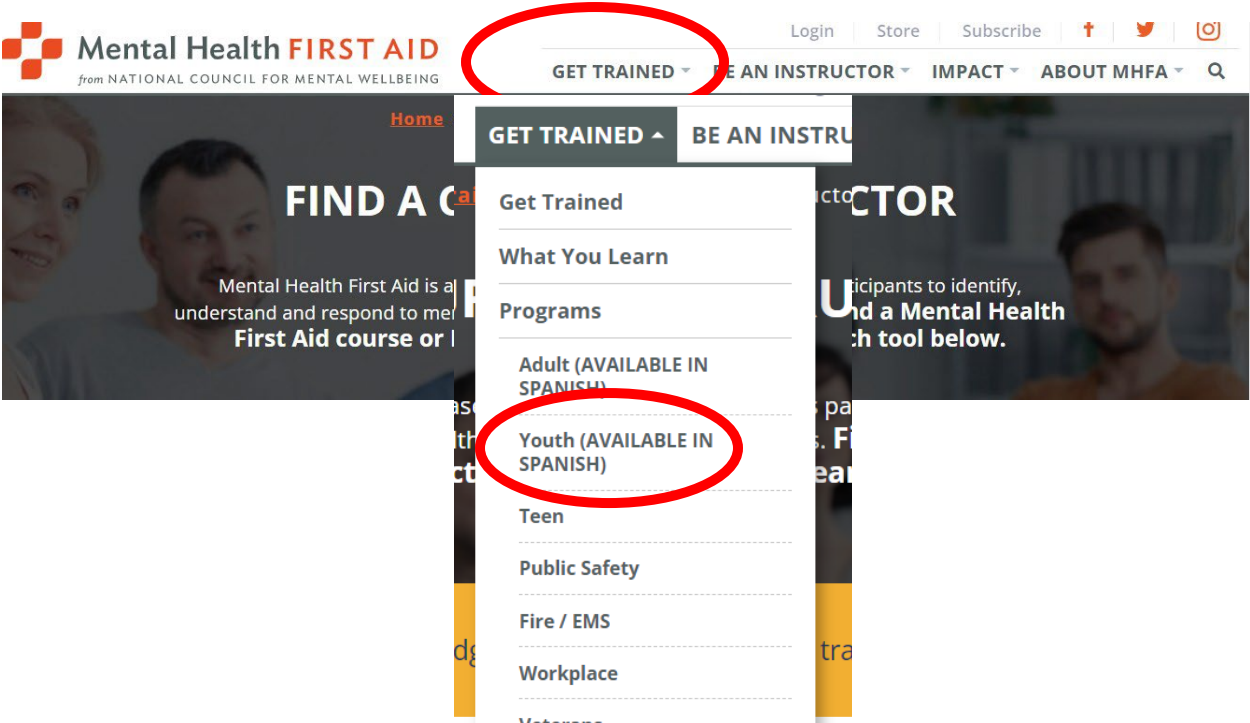 Login Store Subscribe
Mental Health FIRST AID
from NATIONAL COUNCIL FOR MENTAL WELLBEING
GET TRAINED BE AN INSTRUCTOR IMPACT ABOUT MHFA
Home
GET TRAINED BE AN INSTRU
FIND A CTOR
Get Trained
What You Learn
Mental Health First Aid is a ticipants to identify,
understand and respond to me nd a Mental Health
First Aid course or ch tool below.
Programs
Adult (AVAILABLE IN
SPANISH)
Youth (AVAILABLE IN
SPANISH)
Teen
Public Safety
Fire / EMS
Workplace
Veterans